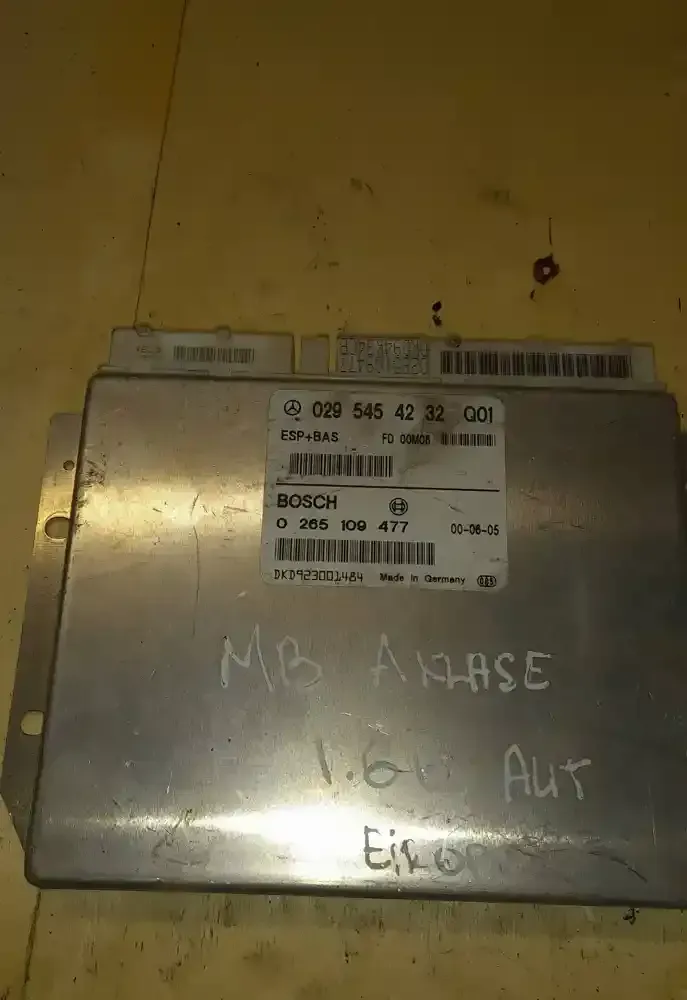 029 545 42 32 Q01
ESP+BAS FD 00M06
BOSCH
0 265 109 477 00-06-05
DKD923001484 Made in Germany
MB A KLASE
1.6
AUT